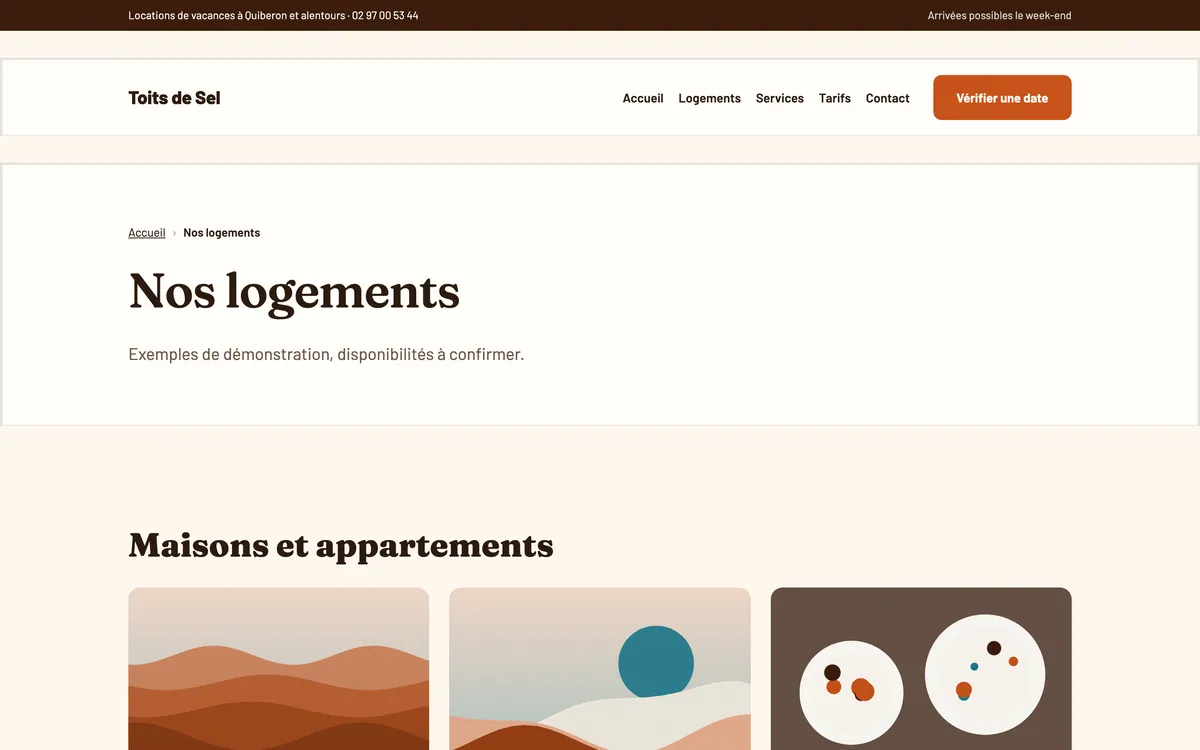 Locations de vacances à Quiberon et alentours · 02 97 00 53 44
Arrivées possibles le week-end
Toits de Sel
Accueil
Logements
Services
Tarifs
Contact
Vérifier une date
Accueil › Nos logements
Nos logements
Exemples de démonstration, disponibilités à confirmer.
Maisons et appartements